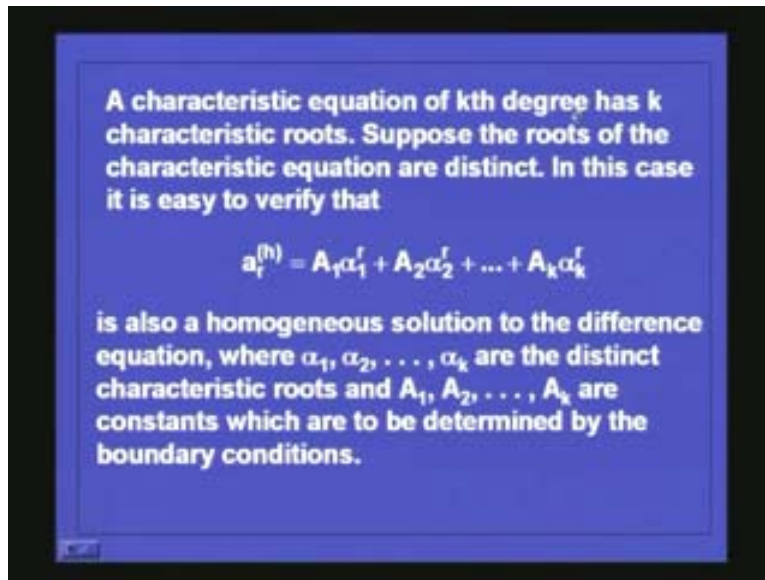 A characteristic equation of kth degree has k
characteristic roots. Suppose the roots of the
characteristic equation are distinct. In this case
it is easy to verify that
a_r^{(h)} = A_1α_1^r + A_2α_2^r + ... + A_kα_k^r
is also a homogeneous solution to the difference
equation, where α_1, α_2, . . . , α_k are the distinct
characteristic roots and A_1, A_2, . . . , A_k are
constants which are to be determined by the
boundary conditions.